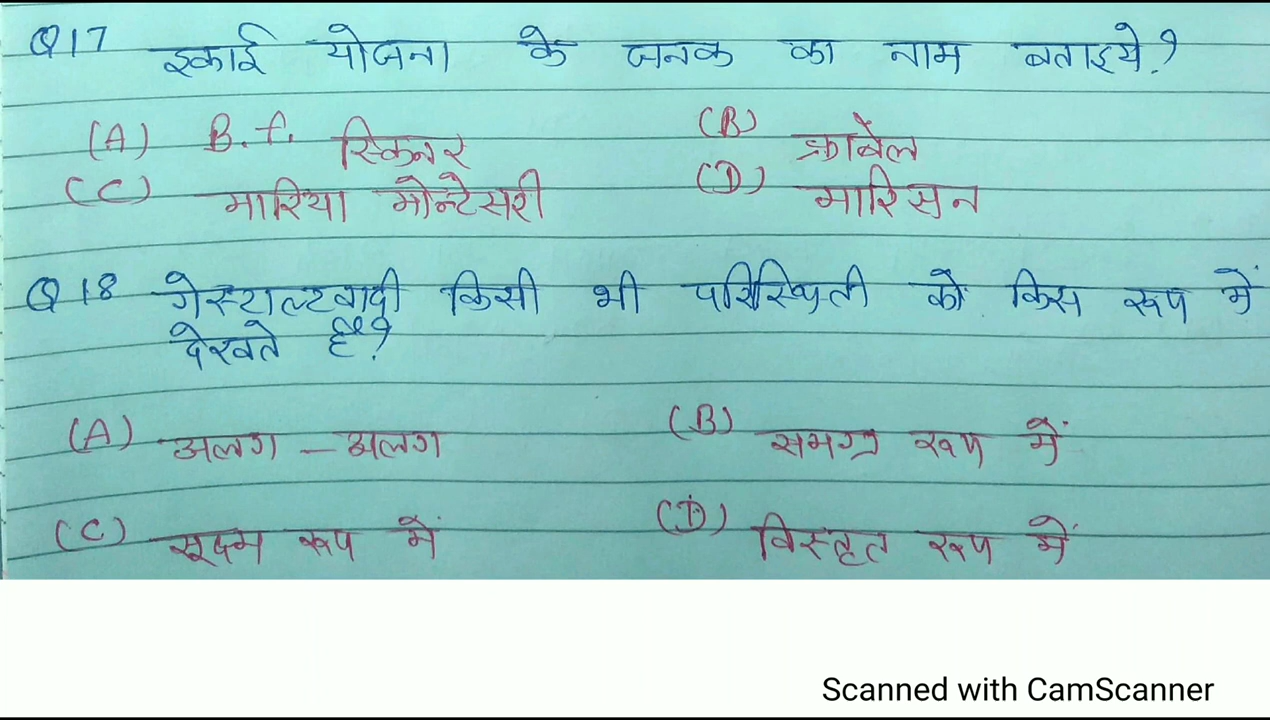 Q17 इकाई योजना के जनक का नाम बताइये?
(A) B.f. स्किनर (B) फ्राबेल
(C) मारिया मोन्टेसरी (D) मारिसन
Q18 गेस्टाल्टवादी किसी भी परिस्थिती को किस रूप में
देखते है?
(A) अलग - अलग (B) समग्र रूप में
(C) सूक्ष्म रूप में (D) विस्तृत रूप में
Scanned with CamScanner